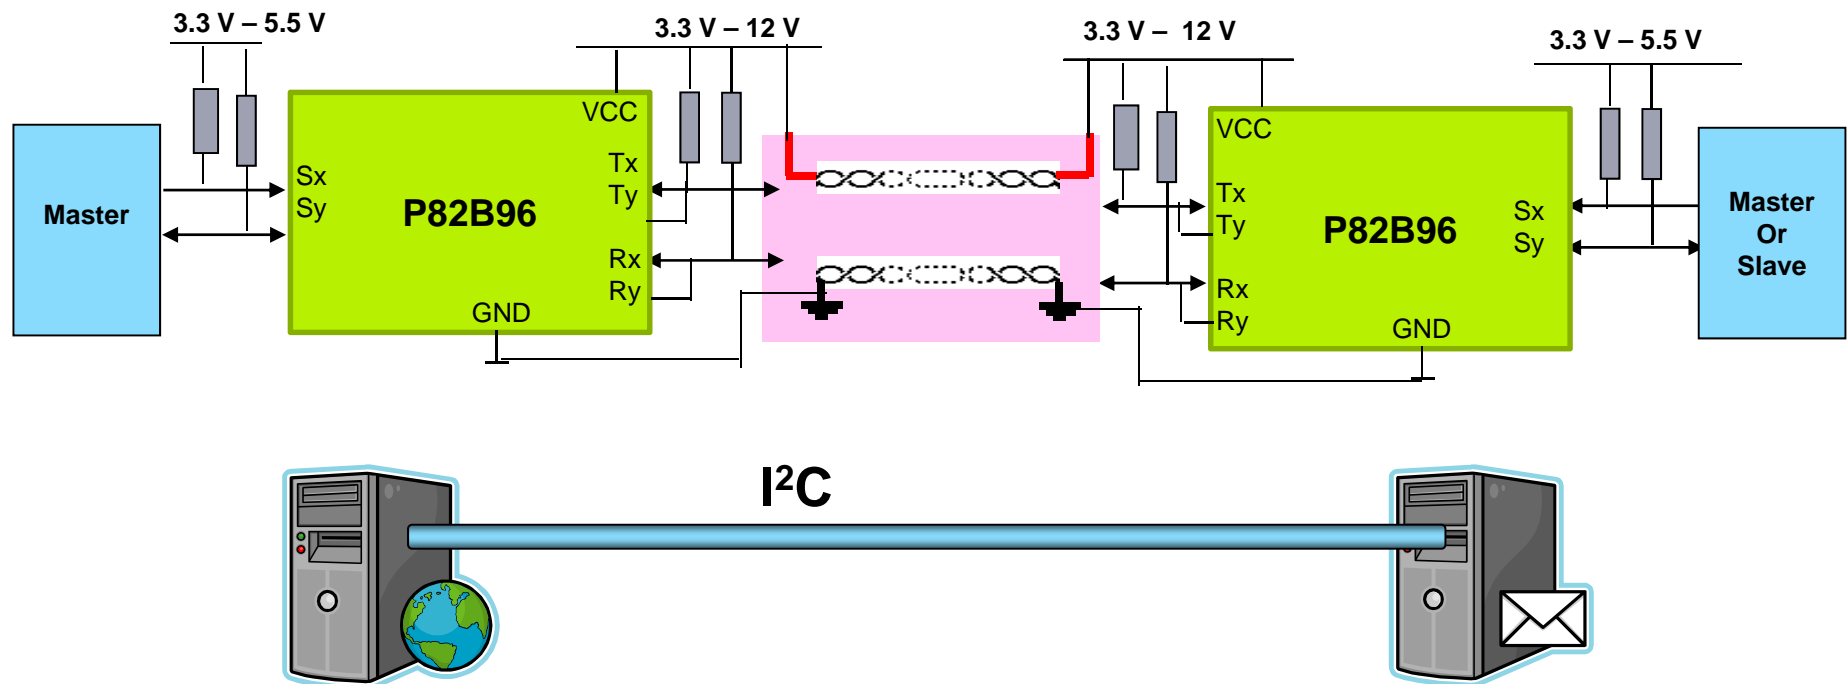 3.3 V – 5.5 V
3.3 V – 12 V
3.3 V – 12 V
3.3 V – 5.5 V
Master
Sx
Sy
P82B96
VCC
Tx
Ty
Rx
Ry
GND
VCC
Tx
Ty
Rx
Ry
P82B96
Sx
Sy
GND
Master
Or
Slave
I²C